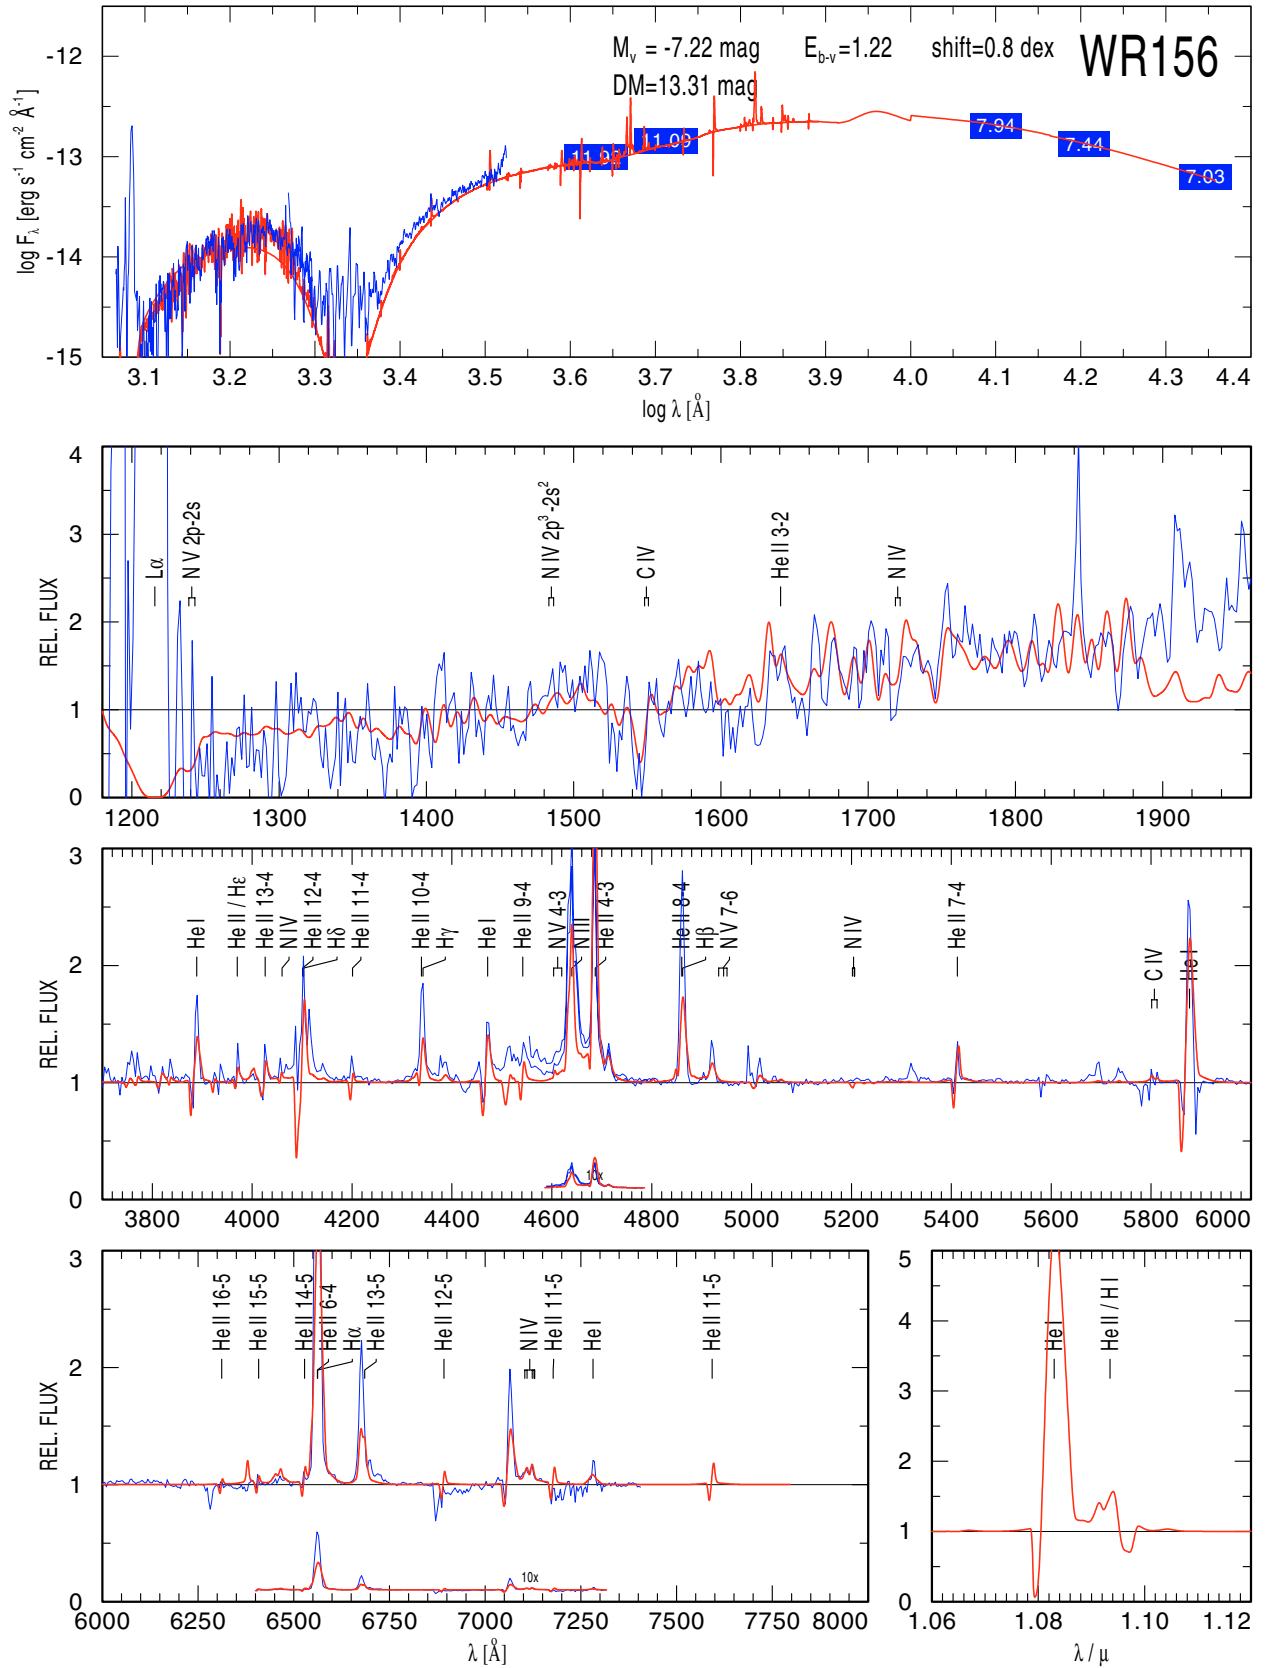 M_v = -7.22 mag E_b-v=1.22 shift=0.8 dex WR156
DM=13.31 mag
-12
-13
-14
-15
log F_λ [erg s⁻¹ cm⁻² Å⁻¹]
11.09 7.94 7.44 7.03
3.1 3.2 3.3 3.4 3.5 3.6 3.7 3.8 3.9 4.0 4.1 4.2 4.3 4.4
log λ [Å]
4
3
2
1
0
REL. FLUX
Lα
N V 2p-2s
N IV 2p³-2s²
C IV
He II 3-2
N IV
1200 1300 1400 1500 1600 1700 1800 1900
3
2
1
0
REL. FLUX
He I
He II / Hε
He II 13-4
N IV
He II 12-4
Hδ
He II 11-4
He II 10-4
Hγ
He I
He II 9-4
N V 4-3
N III
He II 4-3
He II 8-4
Hβ
N V 7-6
N IV
He II 7-4
C IV
He I
10x
3800 4000 4200 4400 4600 4800 5000 5200 5400 5600 5800 6000
3
2
1
0
REL. FLUX
He II 16-5
He II 15-5
He II 14-5
He II 6-4
Hα
He II 13-5
He II 12-5
N IV
He II 11-5
He I
He II 11-5
10x
6000 6250 6500 6750 7000 7250 7500 7750 8000
λ [Å]
5
4
3
2
1
0
He I
He II / H I
1.06 1.08 1.10 1.12
λ / μ